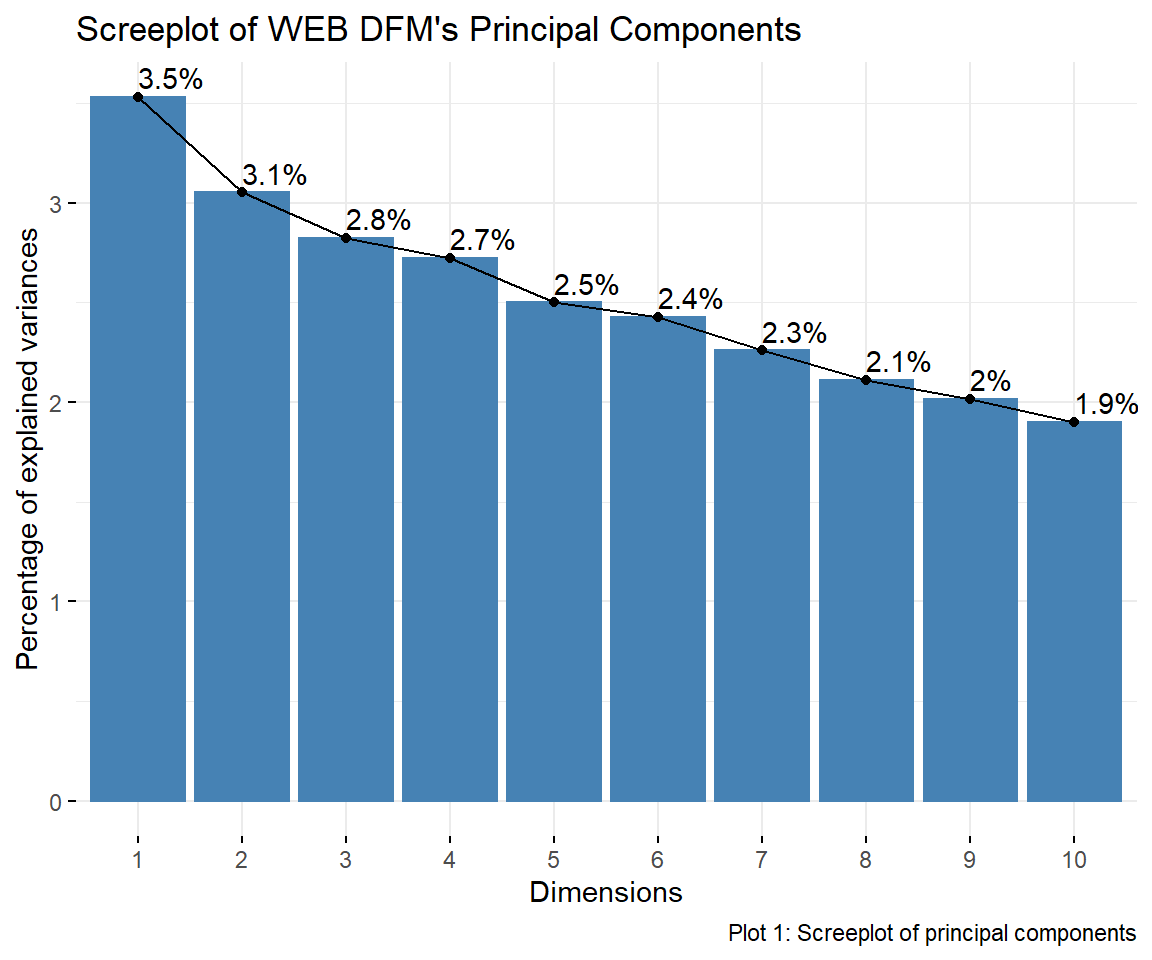 Screeplot of WEB DFM's Principal Components
3.5%
3.1%
2.8%
2.7%
2.5%
2.4%
2.3%
2.1%
2%
1.9%
Percentage of explained variances
3
2
1
0
1 2 3 4 5 6 7 8 9 10
Dimensions
Plot 1: Screeplot of principal components